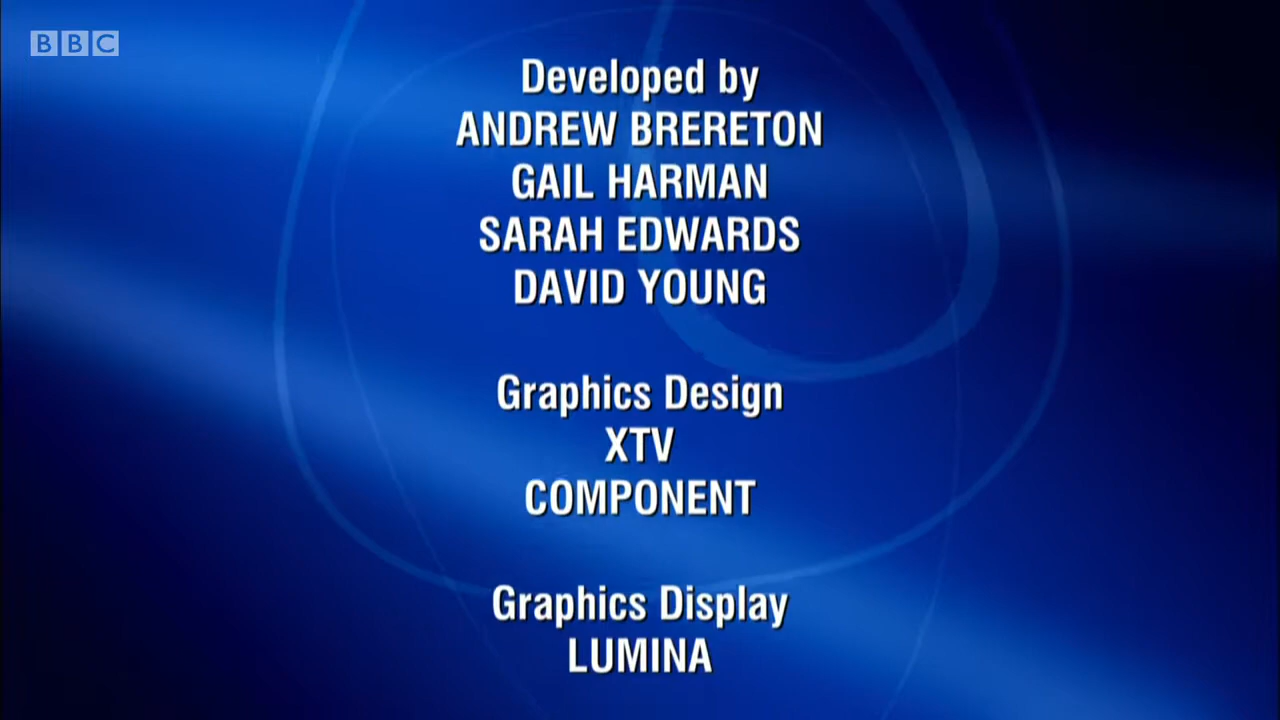 BBC
Developed by
ANDREW BRERETON
GAIL HARMAN
SARAH EDWARDS
DAVID YOUNG
Graphics Design
XTV
COMPONENT
Graphics Display
LUMINA